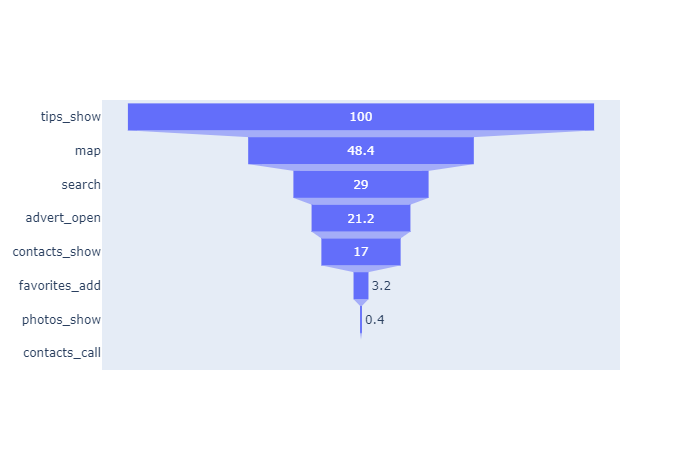 tips_show 100
map 48.4
search 29
advert_open 21.2
contacts_show 17
favorites_add 3.2
photos_show 0.4
contacts_call